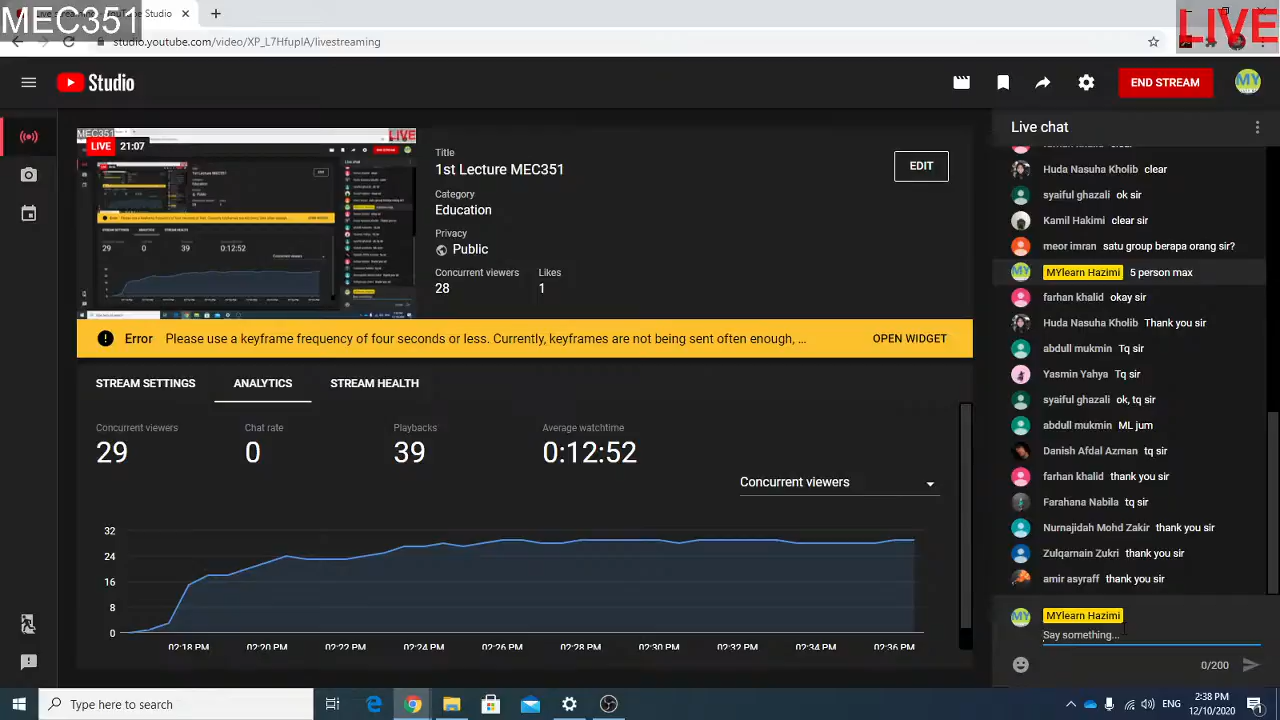 MEC351
LIVE
Live streaming - YouTube Studio
studio.youtube.com/video/XP_L7HfupIA/livestreaming
Studio
END STREAM
MY
LIVE 21:07
Title
1st Lecture MEC351
EDIT
Category
Education
Privacy
Public
Concurrent viewers
Likes
28
1
Error Please use a keyframe frequency of four seconds or less. Currently, keyframes are not being sent often enough, ...
OPEN WIDGET
STREAM SETTINGS
ANALYTICS
STREAM HEALTH
Concurrent viewers
Chat rate
Playbacks
Average watchtime
29
0
39
0:12:52
Concurrent viewers
32
24
16
8
0
02:18 PM
02:20 PM
02:22 PM
02:24 PM
02:26 PM
02:28 PM
02:30 PM
02:32 PM
02:34 PM
02:36 PM
Live chat
Huda Nasuha Kholib clear
syaiful ghazali ok sir
Kamil Hakimi clear sir
meor imran satu group berapa orang sir?
MYlearn Hazimi 5 person max
farhan khalid okay sir
Huda Nasuha Kholib Thank you sir
abdull mukmin Tq sir
Yasmin Yahya Tq sir
syaiful ghazali ok, tq sir
abdull mukmin ML jum
Danish Afdal Azman tq sir
farhan khalid thank you sir
Farahana Nabila tq sir
Nurnajidah Mohd Zakir thank you sir
Zulqarnain Zukri thank you sir
amir asyraff thank you sir
MYlearn Hazimi
Say something...
0/200
Type here to search
ENG
2:38 PM
12/10/2020